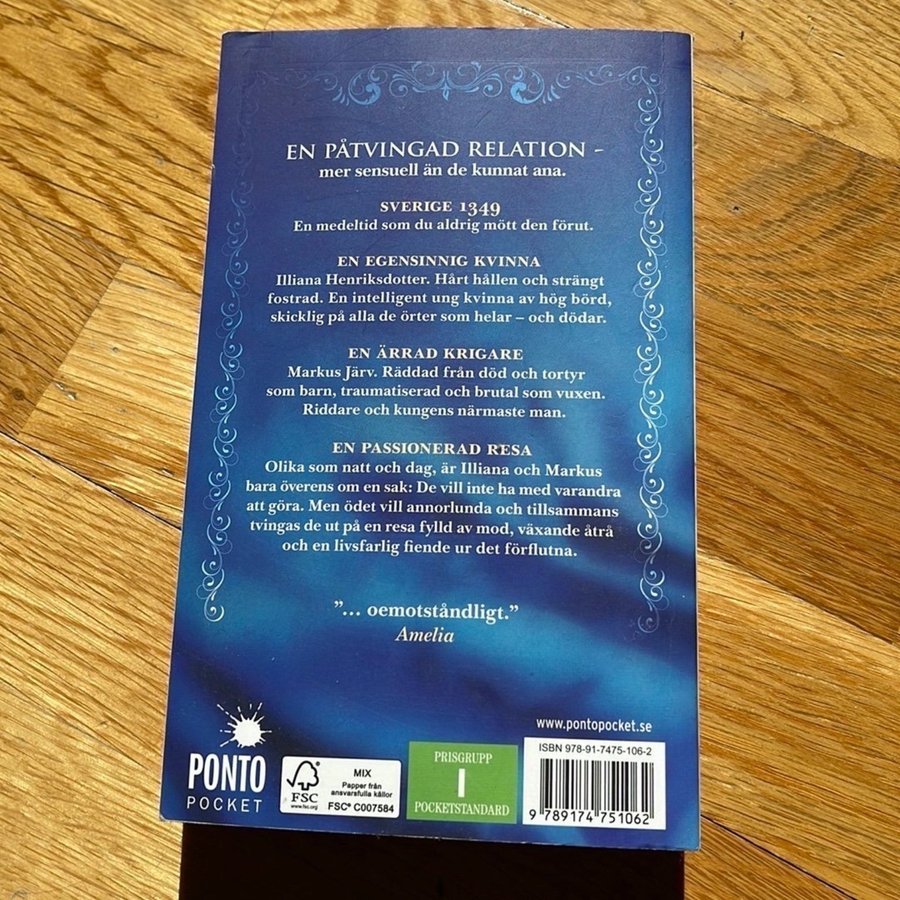 EN PÅTVINGAD RELATION –
mer sensuell än de kunnat ana.
SVERIGE 1349
En medeltid som du aldrig mött den förut.
EN EGENSINNIG KVINNA
Illiana Henriksdotter. Hårt hållen och strängt
fostrad. En intelligent ung kvinna av hög börd,
skicklig på alla de örter som helar – och dödar.
EN ÄRRAD KRIGARE
Markus Järv. Räddad från död och tortyr
som barn, traumatiserad och brutal som vuxen.
Riddare och kungens närmaste man.
EN PASSIONERAD RESA
Olika som natt och dag, är Illiana och Markus
bara överens om en sak: De vill inte ha med varandra
att göra. Men ödet vill annorlunda och tillsammans
tvingas de ut på en resa fylld av mod, växande åtrå
och en livsfarlig fiende ur det förflutna.
”... oemotståndligt.”
Amelia
www.pontopocket.se
PONTO
POCKET
FSC
www.fsc.org
MIX
Papper från
ansvarsfulla källor
FSC® C007584
PRISGRUPP
I
POCKETSTANDARD
ISBN 978-91-7475-106-2
9 789174 751062